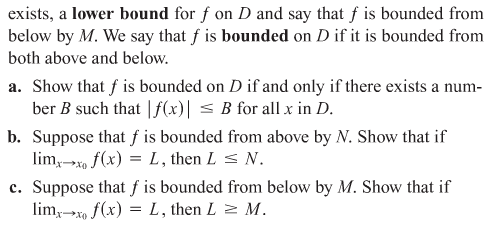 exists, a lower bound for f on D and say that f is bounded from
below by M. We say that f is bounded on D if it is bounded from
both above and below.
a. Show that f is bounded on D if and only if there exists a num-
ber B such that |f(x)| ≤ B for all x in D.
b. Suppose that f is bounded from above by N. Show that if
limₓ→ₓ₀ f(x) = L, then L ≤ N.
c. Suppose that f is bounded from below by M. Show that if
limₓ→ₓ₀ f(x) = L, then L ≥ M.